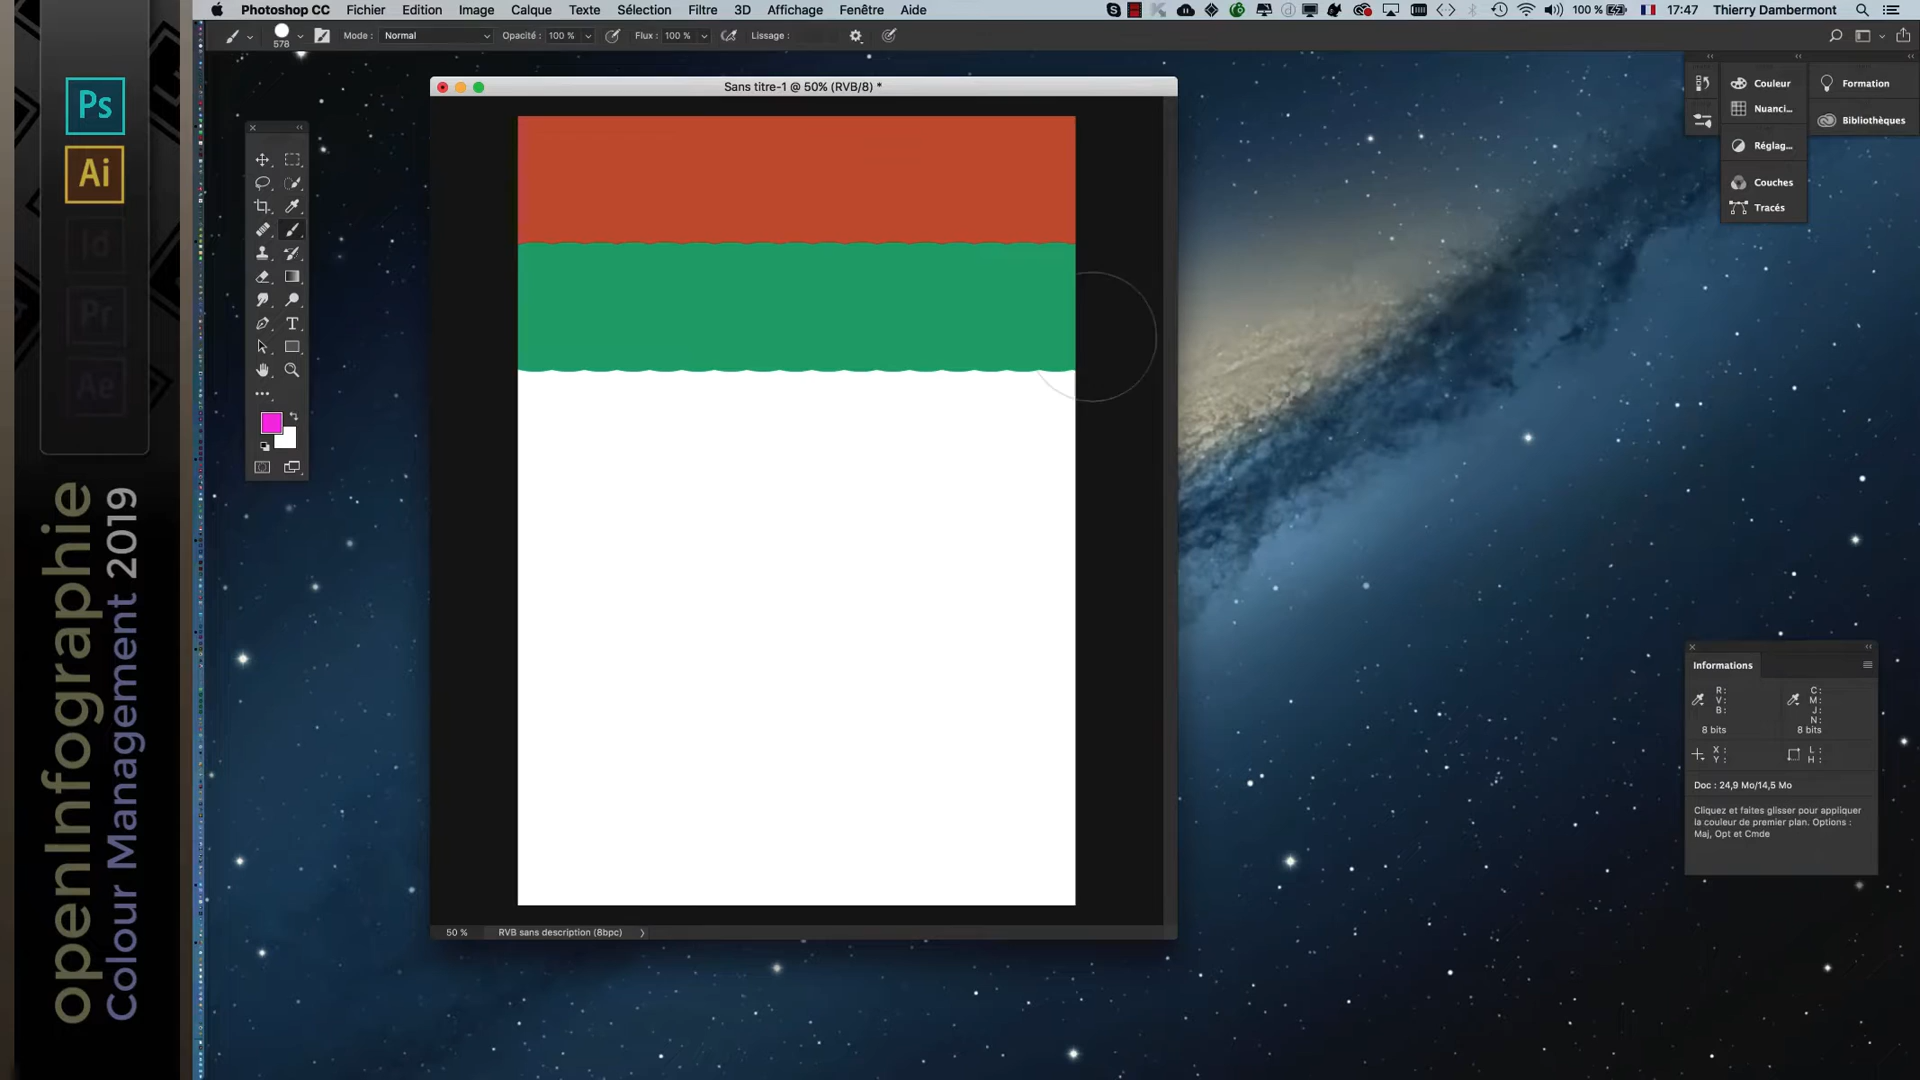 Photoshop CC Fichier Edition Image Calque Texte Sélection Filtre 3D Affichage Fenêtre Aide 100 % 17:47 Thierry Dambermont
578 Mode : Normal Opacité : 100 % Flux : 100 % Lissage :
Sans titre-1 @ 50% (RVB/8) *
Ps
Ai
Id
Pr
Ae
openInfographie
Colour Management 2019
T
Couleur
Nuanci...
Réglag...
Couches
Tracés
Formation
Bibliothèques
Informations
R :
V :
B :
8 bits
C :
M :
J :
N :
8 bits
X :
Y :
L :
H :
Doc : 24,9 Mo/14,5 Mo
Cliquez et faites glisser pour appliquer
la couleur de premier plan. Options :
Maj, Opt et Cmde
50 % RVB sans description (8bpc)